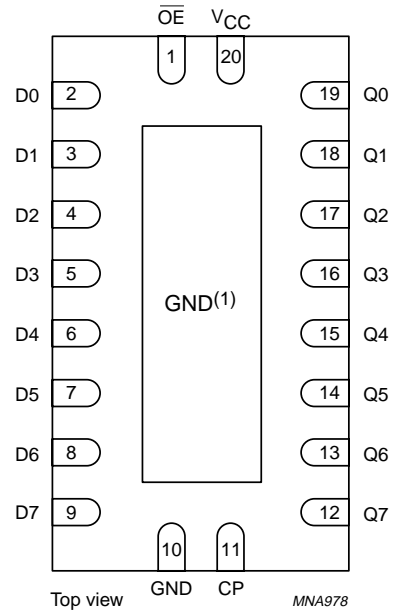 O̅E̅ VCC
1 20
D0 2 19 Q0
D1 3 18 Q1
D2 4 17 Q2
D3 5 16 Q3
GND(1)
D4 6 15 Q4
D5 7 14 Q5
D6 8 13 Q6
D7 9 12 Q7
10 11
GND CP
Top view MNA978